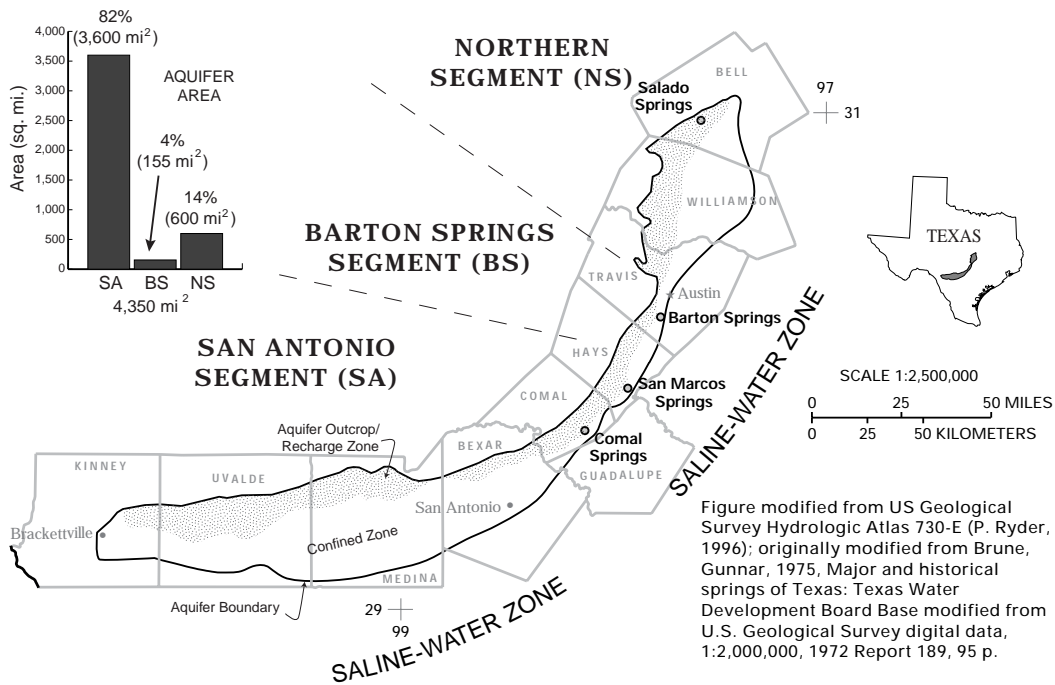 82%
(3,600 mi²)
4,000
3,500
3,000
2,500
2,000
1,500
1,000
500
0
Area (sq. mi.)
AQUIFER
AREA
4%
(155 mi²)
14%
(600 mi²)
SA BS NS
4,350 mi²
NORTHERN
SEGMENT (NS)
BARTON SPRINGS
SEGMENT (BS)
SAN ANTONIO
SEGMENT (SA)
BELL
Salado
Springs
97
31
WILLIAMSON
TRAVIS
Austin
Barton Springs
HAYS
San Marcos
Springs
COMAL
Comal
Springs
GUADALUPE
BEXAR
Aquifer Outcrop/
Recharge Zone
KINNEY
UVALDE
San Antonio
Brackettville
Confined Zone
MEDINA
Aquifer Boundary
29
99
SALINE-WATER ZONE
SALINE-WATER ZONE
TEXAS
SCALE 1:2,500,000
0 25 50 MILES
0 25 50 KILOMETERS
Figure modified from US Geological
Survey Hydrologic Atlas 730-E (P. Ryder,
1996); originally modified from Brune,
Gunnar, 1975, Major and historical
springs of Texas: Texas Water
Development Board Base modified from
U.S. Geological Survey digital data,
1:2,000,000, 1972 Report 189, 95 p.